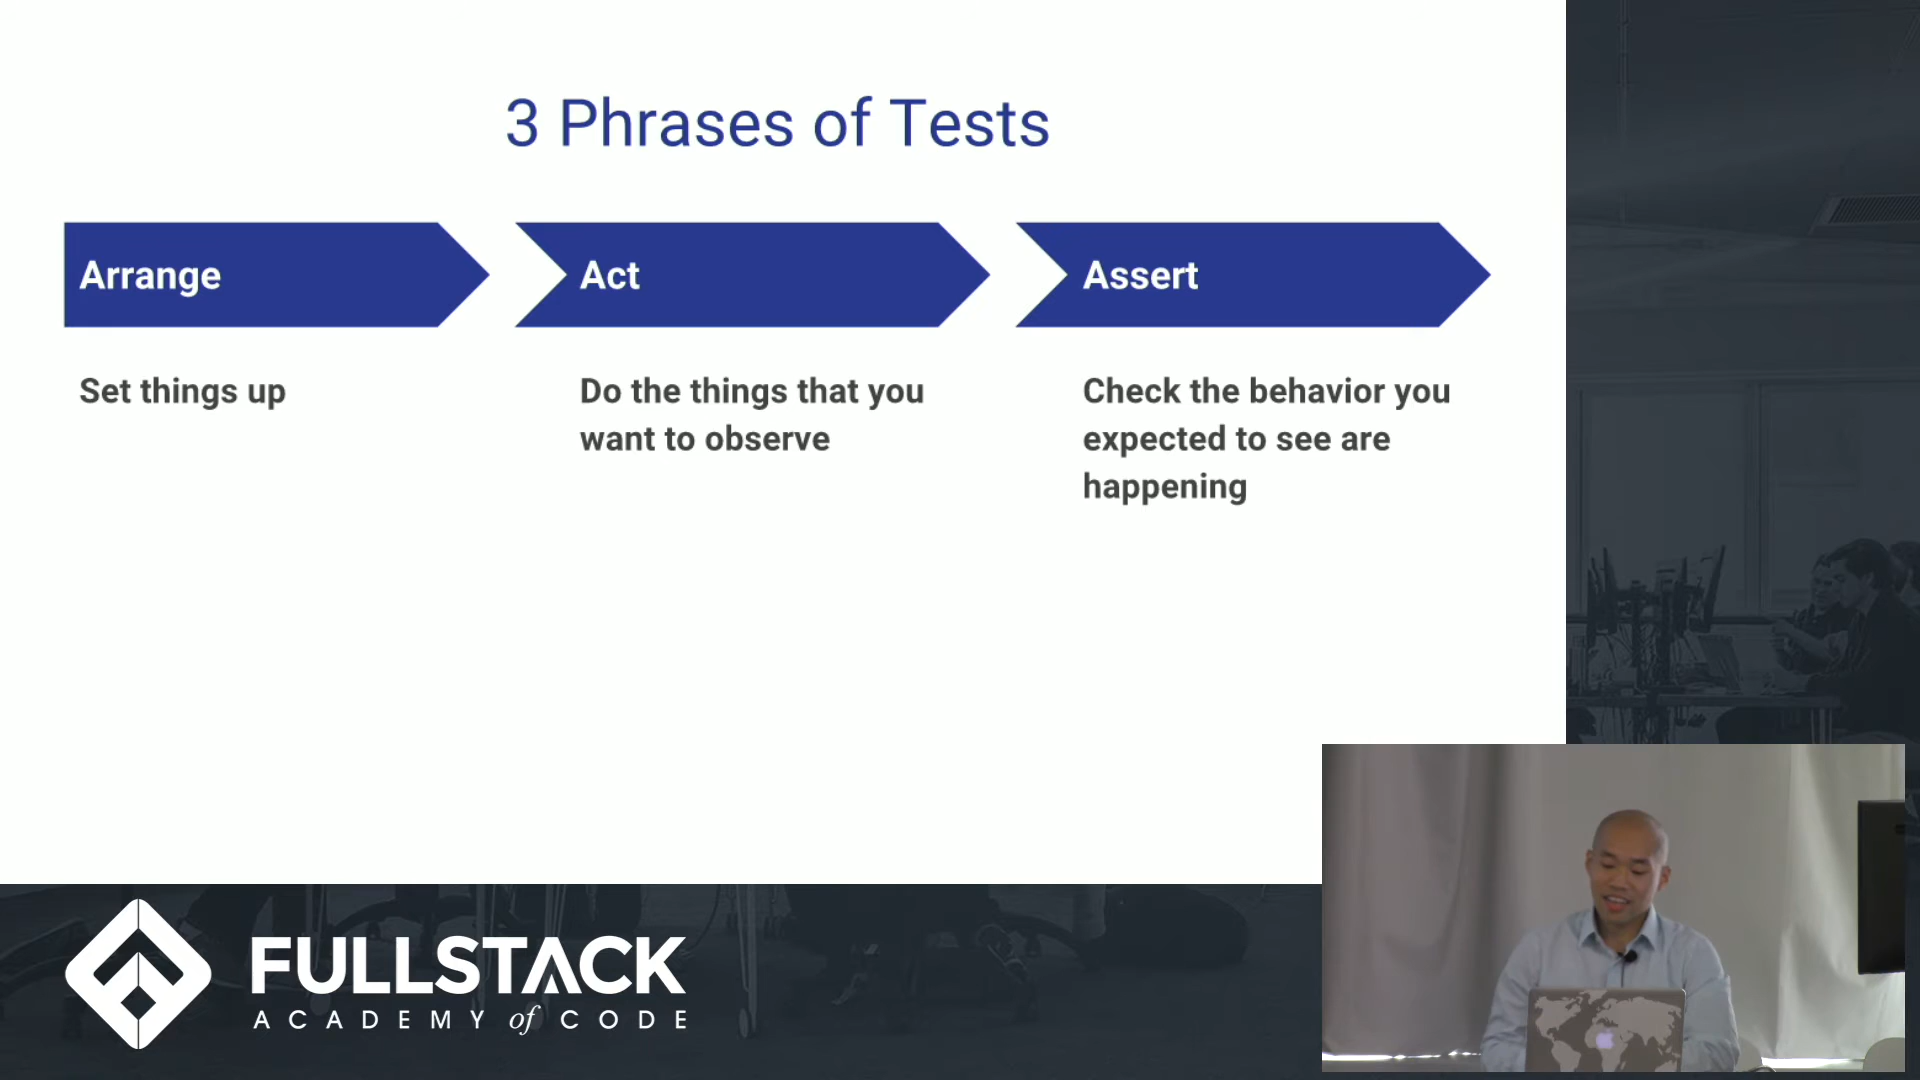 3 Phrases of Tests
Arrange
Act
Assert
Set things up
Do the things that you
want to observe
Check the behavior you
expected to see are
happening
FULLSTACK
ACADEMY of CODE